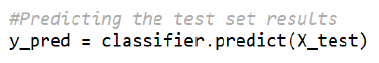 #Predicting the test set results
y_pred = classifier.predict(X_test)